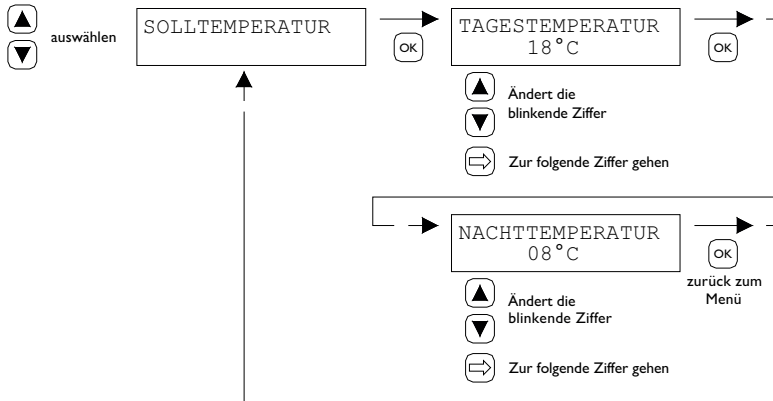 auswählen
SOLLTEMPERATUR
OK
TAGESTEMPERATUR
18°C
OK
Ändert die
blinkende Ziffer
Zur folgende Ziffer gehen
NACHTTEMPERATUR
08°C
OK
zurück zum
Menü
Ändert die
blinkende Ziffer
Zur folgende Ziffer gehen